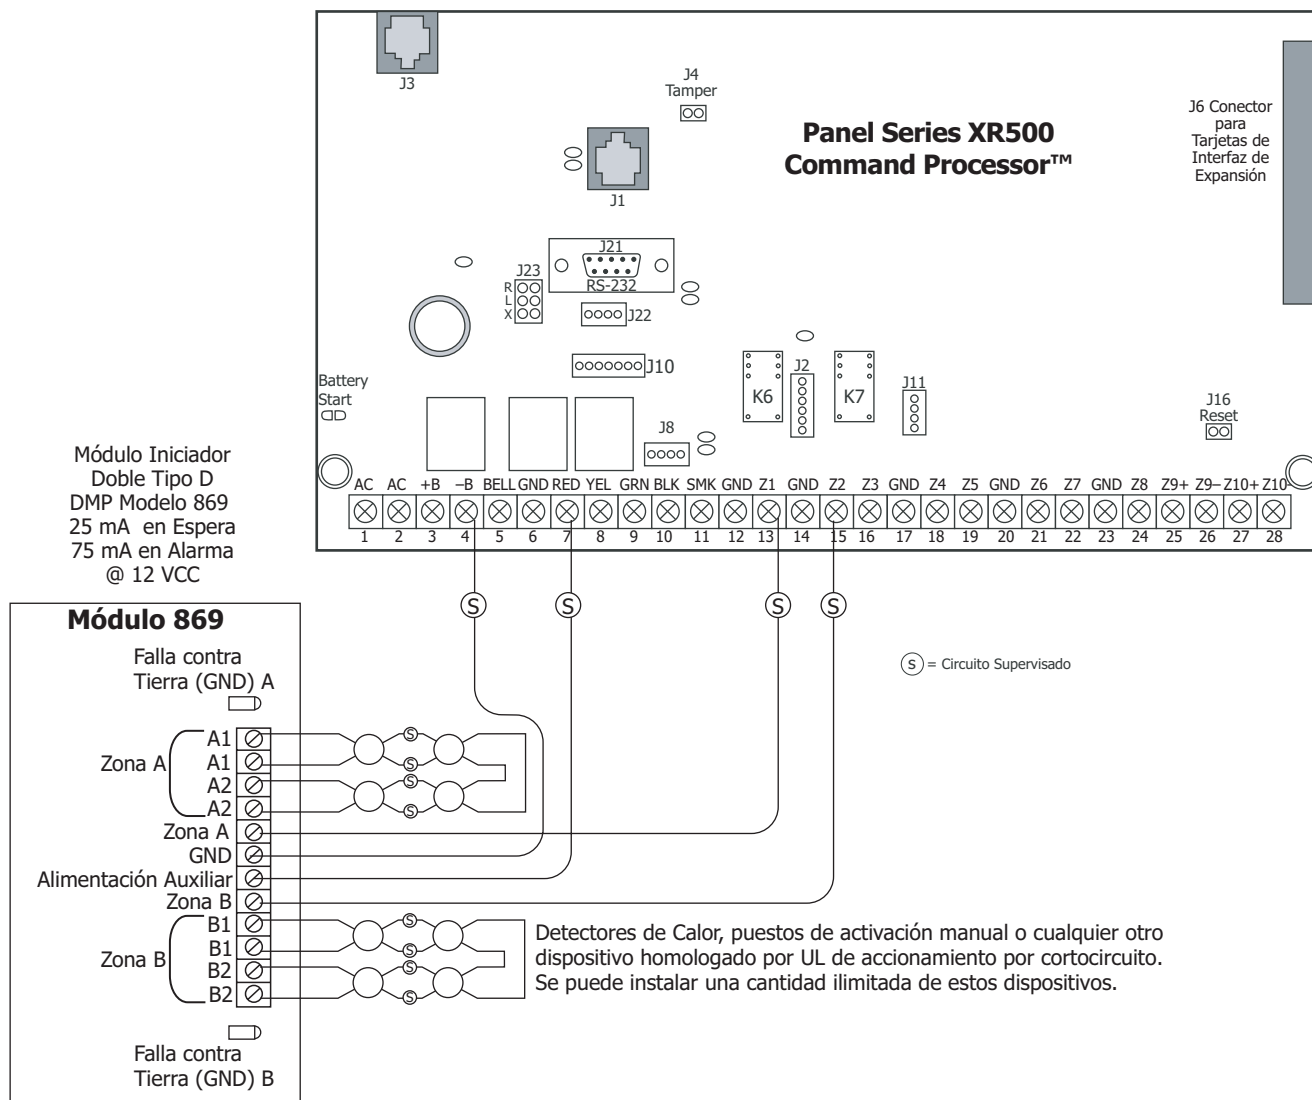 J3
J4
Tamper
Panel Series XR500
Command Processor™
J6 Conector
para
Tarjetas de
Interfaz de
Expansión
J1
J21
RS-232
J23
R
L
X
J22
J10
Battery
Start
K6
J2
K7
J11
J8
J16
Reset
AC AC +B –B BELL GND RED YEL GRN BLK SMK GND Z1 GND Z2 Z3 GND Z4 Z5 GND Z6 Z7 GND Z8 Z9+ Z9– Z10+ Z10-
1 2 3 4 5 6 7 8 9 10 11 12 13 14 15 16 17 18 19 20 21 22 23 24 25 26 27 28
Módulo Iniciador
Doble Tipo D
DMP Modelo 869
25 mA en Espera
75 mA en Alarma
@ 12 VCC
S S S S
S = Circuito Supervisado
Módulo 869
Falla contra
Tierra (GND) A
Zona A
A1
A1
A2
A2
S
S
S
S
Zona A
GND
Alimentación Auxiliar
Zona B
Zona B
B1
B1
B2
B2
S
S
S
S
Detectores de Calor, puestos de activación manual o cualquier otro
dispositivo homologado por UL de accionamiento por cortocircuito.
Se puede instalar una cantidad ilimitada de estos dispositivos.
Falla contra
Tierra (GND) B